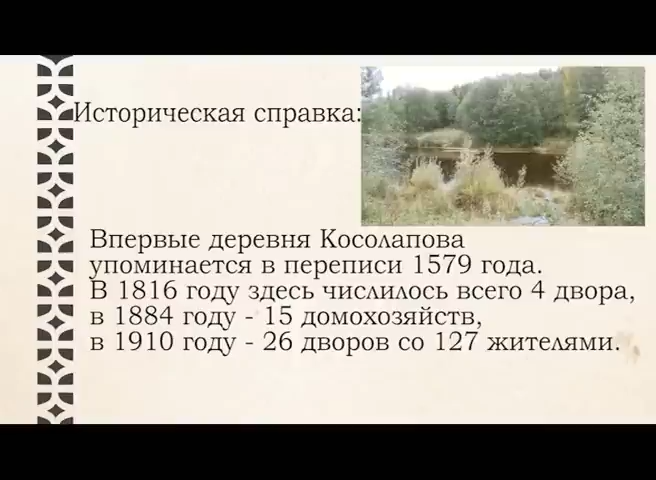 Историческая справка:
Впервые деревня Косолапова
упоминается в переписи 1579 года.
В 1816 году здесь числилось всего 4 двора,
в 1884 году - 15 домохозяйств,
в 1910 году - 26 дворов со 127 жителями.